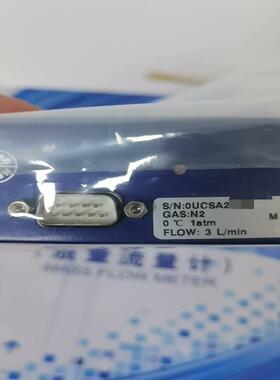 S/N:0UCSA2
GAS:N2
0 ℃ 1atm
M
FLOW: 3 L/min
质量流量计)
MASS FLOW METER